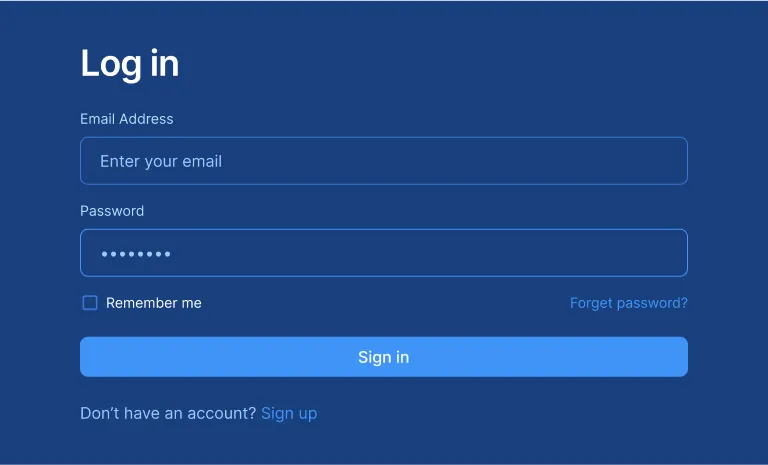 Log in
Email Address
Enter your email
Password
••••••••
Remember me Forget password?
Sign in
Don’t have an account? Sign up